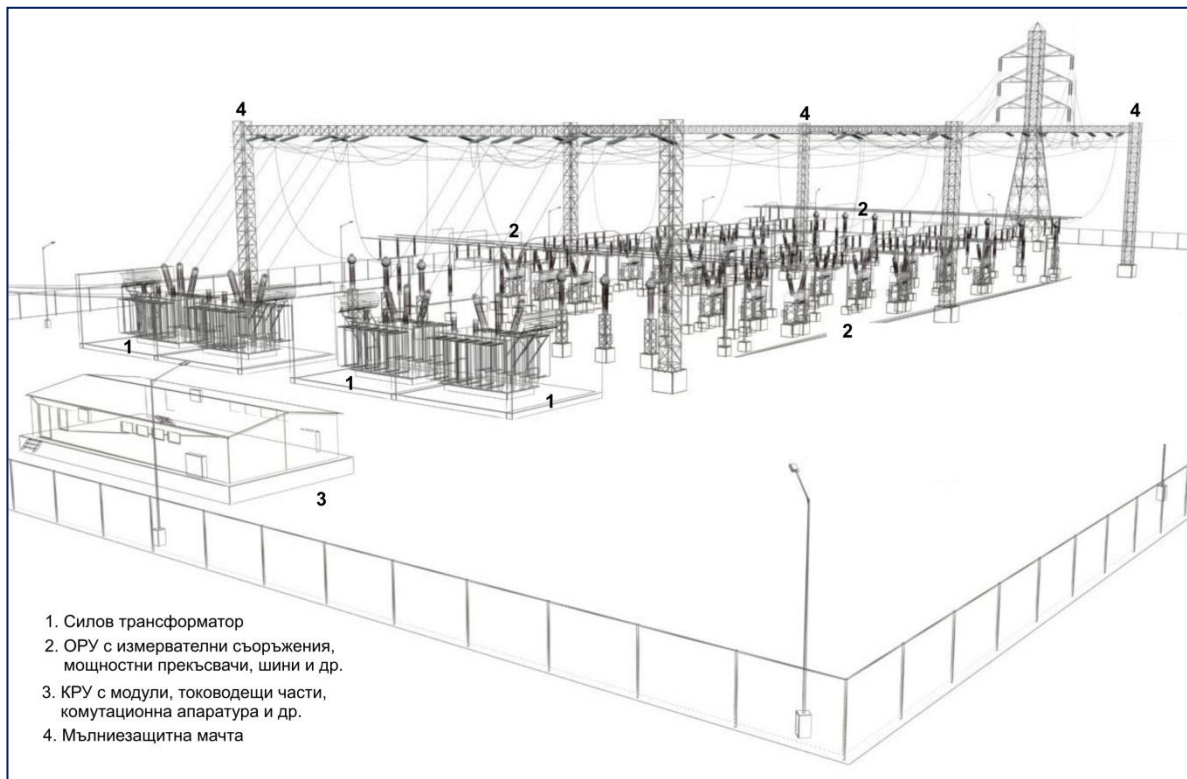 4
4
4
2
2
2
1
1
1
3
1. Силов трансформатор
2. ОРУ с измервателни съоръжения,
мощностни прекъсвачи, шини и др.
3. КРУ с модули, тоководещи части,
комутационна апаратура и др.
4. Мълниезащитна мачта